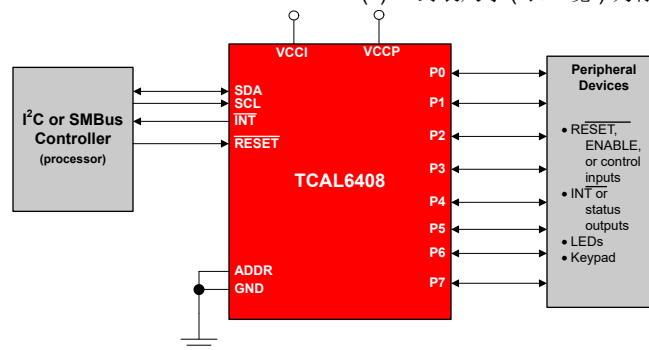 VCCI
VCCP
I²C or SMBus
Controller
(processor)
SDA
SCL
INT
RESET
ADDR
GND
TCAL6408
P0
P1
P2
P3
P4
P5
P6
P7
Peripheral
Devices
• RESET,
ENABLE,
or control
inputs
• INT or
status
outputs
• LEDs
• Keypad